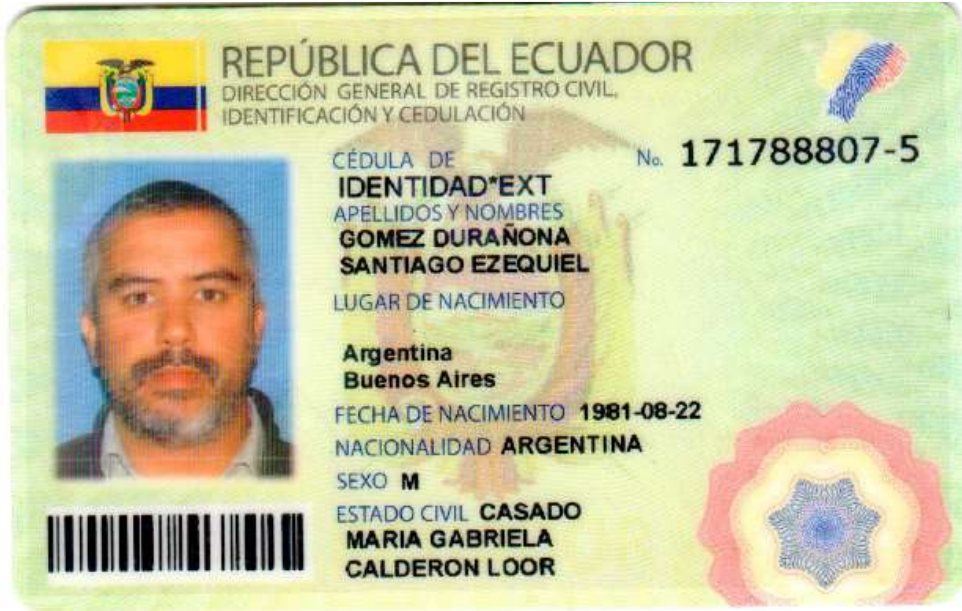 REPÚBLICA DEL ECUADOR
DIRECCIÓN GENERAL DE REGISTRO CIVIL,
IDENTIFICACIÓN Y CEDULACIÓN
CÉDULA DE No. 171788807-5
IDENTIDAD*EXT
APELLIDOS Y NOMBRES
GOMEZ DURAÑONA
SANTIAGO EZEQUIEL
LUGAR DE NACIMIENTO
Argentina
Buenos Aires
FECHA DE NACIMIENTO 1981-08-22
NACIONALIDAD ARGENTINA
SEXO M
ESTADO CIVIL CASADO
MARIA GABRIELA
CALDERON LOOR